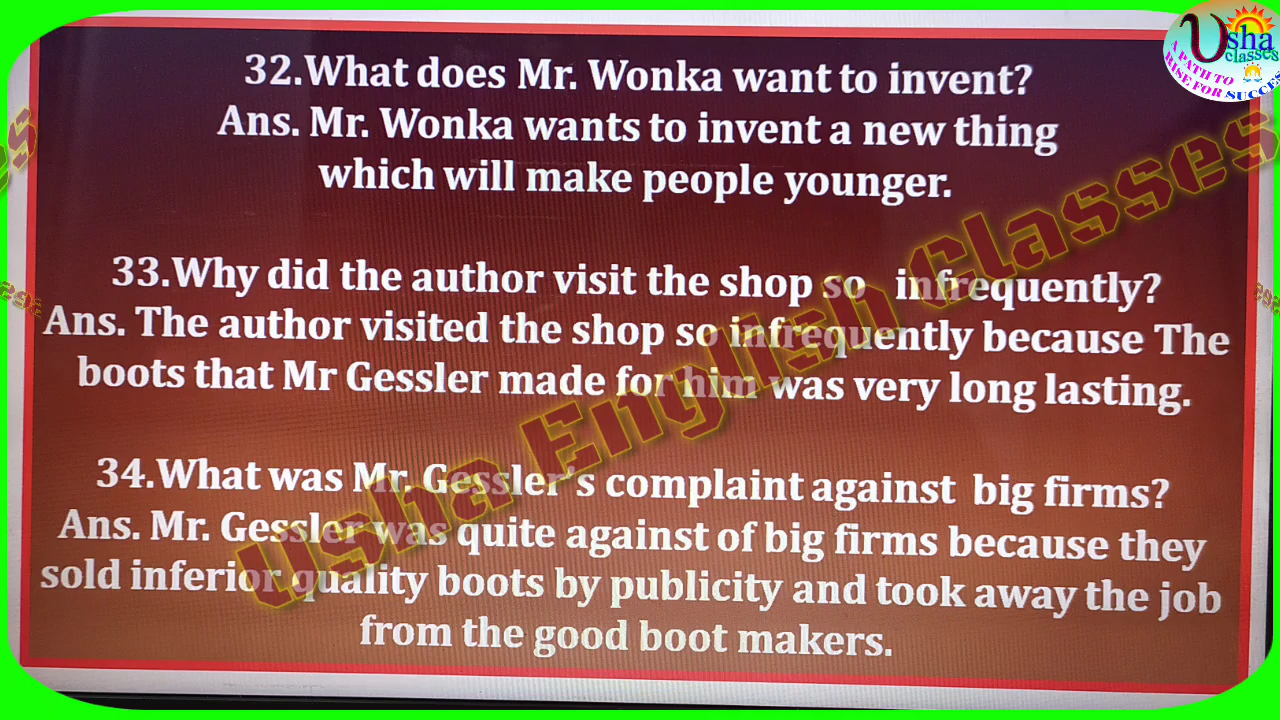 Usha
classes
A PATH TO
RISE FOR SUCCESS
32.What does Mr. Wonka want to invent?
Ans. Mr. Wonka wants to invent a new thing
which will make people younger.
33.Why did the author visit the shop so infrequently?
Ans. The author visited the shop so infrequently because The
boots that Mr Gessler made for him was very long lasting.
34.What was Mr. Gessler's complaint against big firms?
Ans. Mr. Gessler was quite against of big firms because they
sold inferior quality boots by publicity and took away the job
from the good boot makers.
Usha English Classes